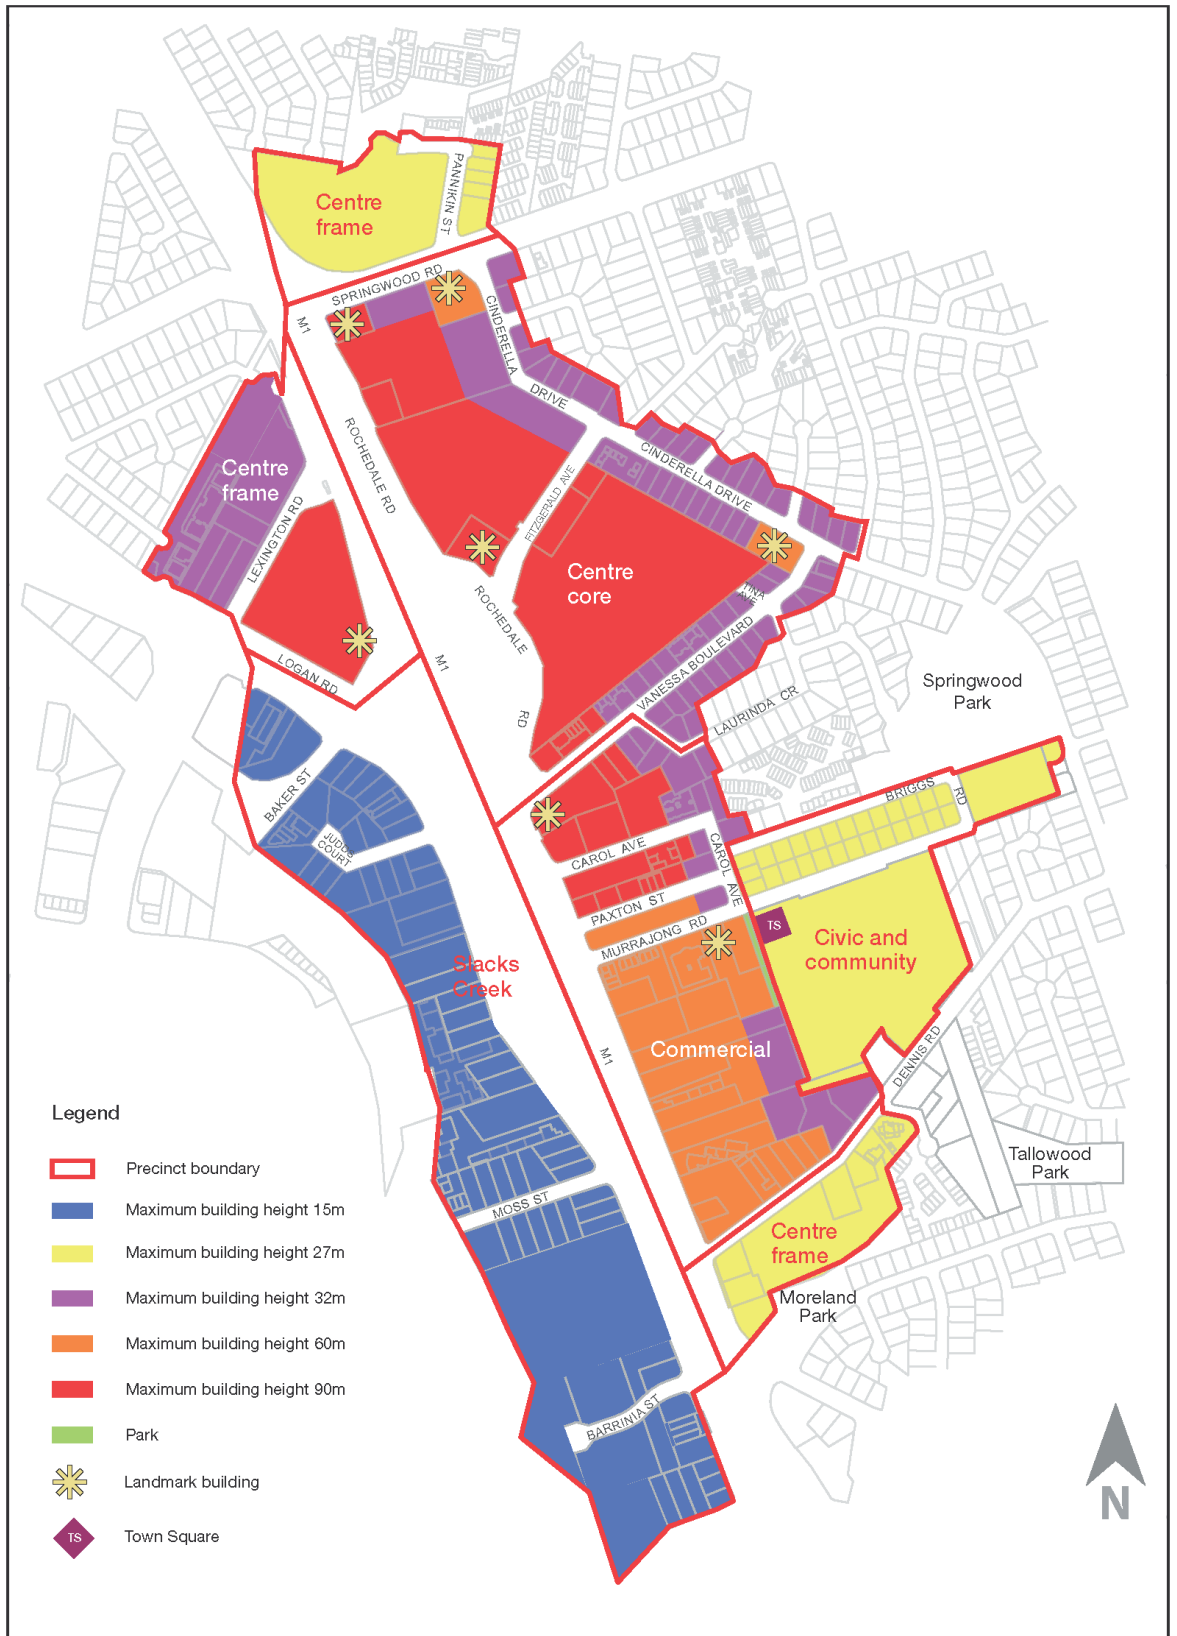 PANNIKIN ST
Centre
frame
SPRINGWOOD RD
M1
CINDERELLA
DRIVE
ROCHEDALE RD
Centre
frame
CINDERELLA DRIVE
FITZGERALD AVE
LEXINGTON RD
Centre
core
TINA
AVE
ROCHEDALE
RD
VANESSA BOULEVARD
LOGAN RD
M1
LAURINDA CR
Springwood
Park
BAKER ST
JUDDS
COURT
BRIGGS
RD
CAROL AVE
CAROL AVE
PAXTON ST
MURRAJONG RD
TS
Civic and
community
Slacks
Creek
M1
Commercial
DENNIS RD
Tallowood
Park
MOSS ST
Centre
frame
Moreland
Park
BARRINIA ST
Legend
Precinct boundary
Maximum building height 15m
Maximum building height 27m
Maximum building height 32m
Maximum building height 60m
Maximum building height 90m
Park
Landmark building
TS
Town Square
N